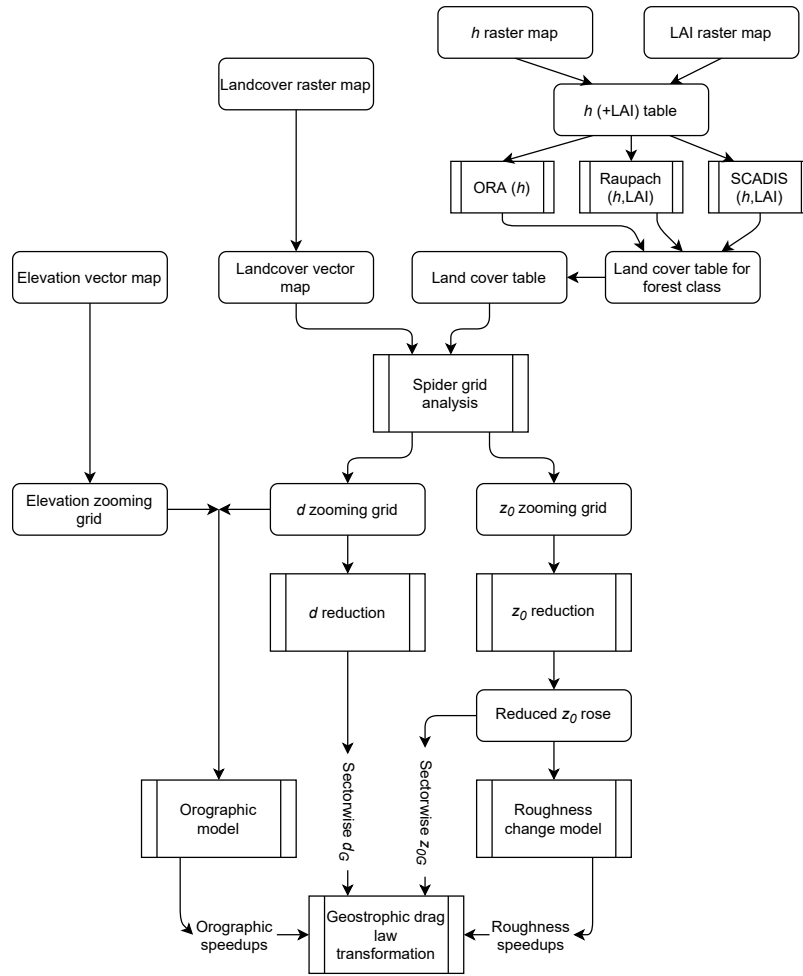 h raster map
LAI raster map
Landcover raster map
h (+LAI) table
ORA (h)
Raupach
(h,LAI)
SCADIS
(h,LAI)
Elevation vector map
Landcover vector
map
Land cover table
Land cover table for
forest class
Spider grid
analysis
Elevation zooming
grid
d zooming grid
z0 zooming grid
d reduction
z0 reduction
Reduced z0 rose
Sectorwise dG
Sectorwise z0G
Orographic
model
Roughness
change model
Orographic
speedups
Geostrophic drag
law
transformation
Roughness
speedups